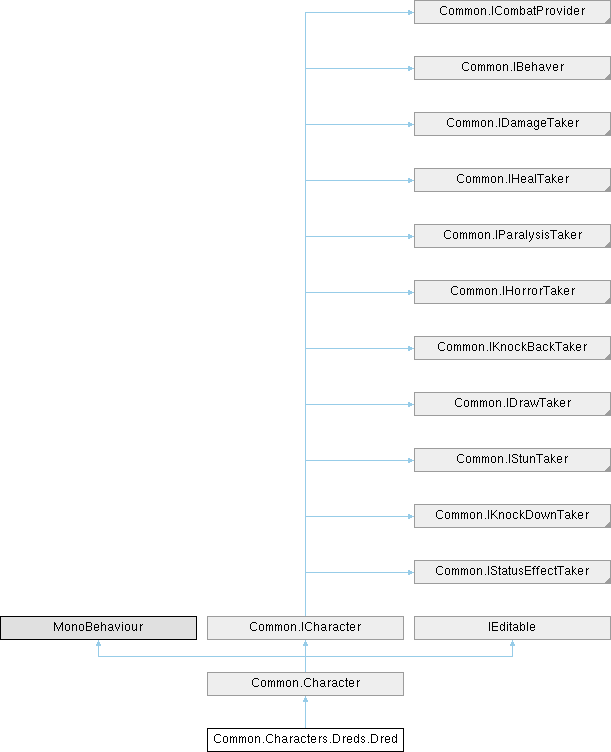 Common.ICombatProvider
Common.IBehaver
Common.IDamageTaker
Common.IHealTaker
Common.IParalysisTaker
Common.IHorrorTaker
Common.IKnockBackTaker
Common.IDrawTaker
Common.IStunTaker
Common.IKnockDownTaker
Common.IStatusEffectTaker
MonoBehaviour
Common.ICharacter
IEditable
Common.Character
Common.Characters.Dreds.Dred